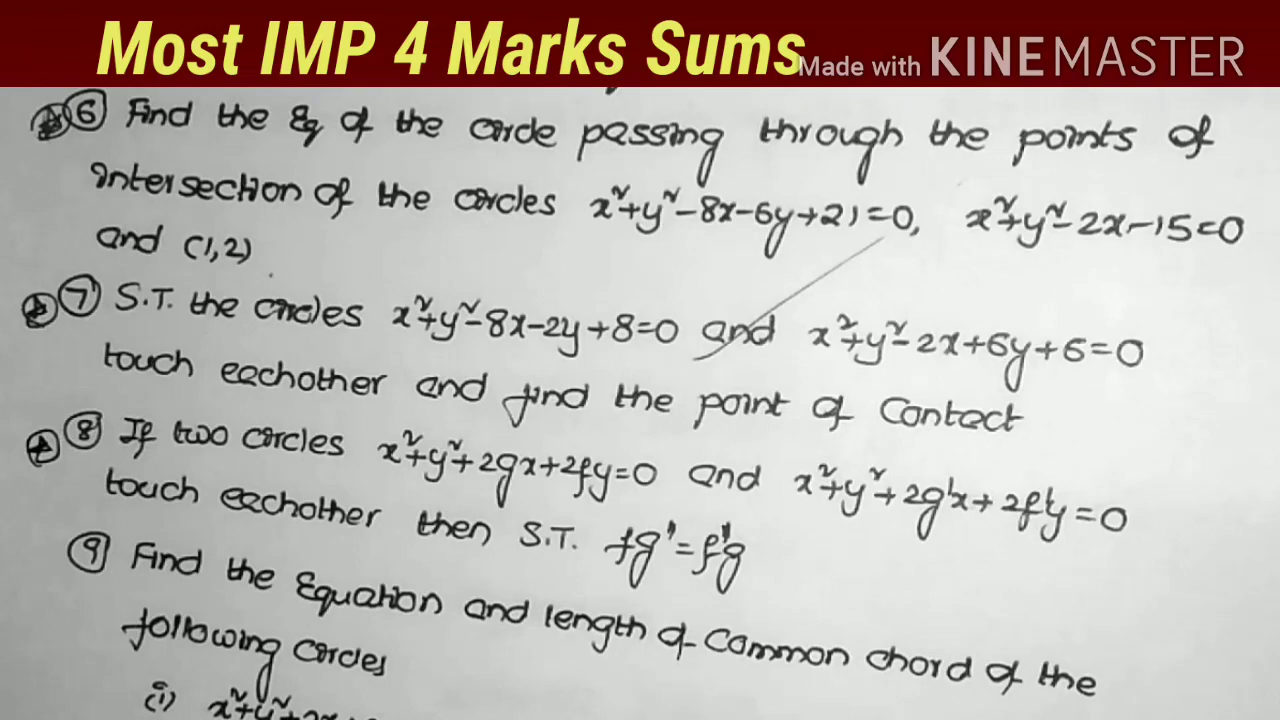 Most IMP 4 Marks Sums
Made with KINEMASTER
⑥ Find the Eq of the circle passing through the points of
intersection of the circles x²+y²-8x-6y+21=0, x²+y²-2x-15=0
and (1,2)
⑦ S.T. the circles x²+y²-8x-2y+8=0 and x²+y²-2x+6y+6=0
touch eachother and find the point of Contact
⑧ If two circles x²+y²+2gx+2fy=0 and x²+y²+2g'x+2f'y=0
touch eachother then S.T. fg'=f'g
⑨ Find the Equation and length of Common chord of the
following circles
(i) x²+y²+2x